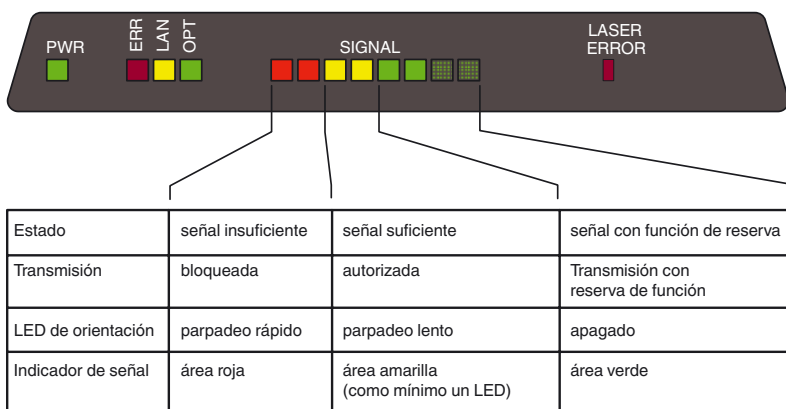 PWR
ERR
LAN
OPT
SIGNAL
LASER
ERROR
Estado
señal insuficiente
señal suficiente
señal con función de reserva
Transmisión
bloqueada
autorizada
Transmisión con
reserva de función
LED de orientación
parpadeo rápido
parpadeo lento
apagado
Indicador de señal
área roja
área amarilla
(como mínimo un LED)
área verde